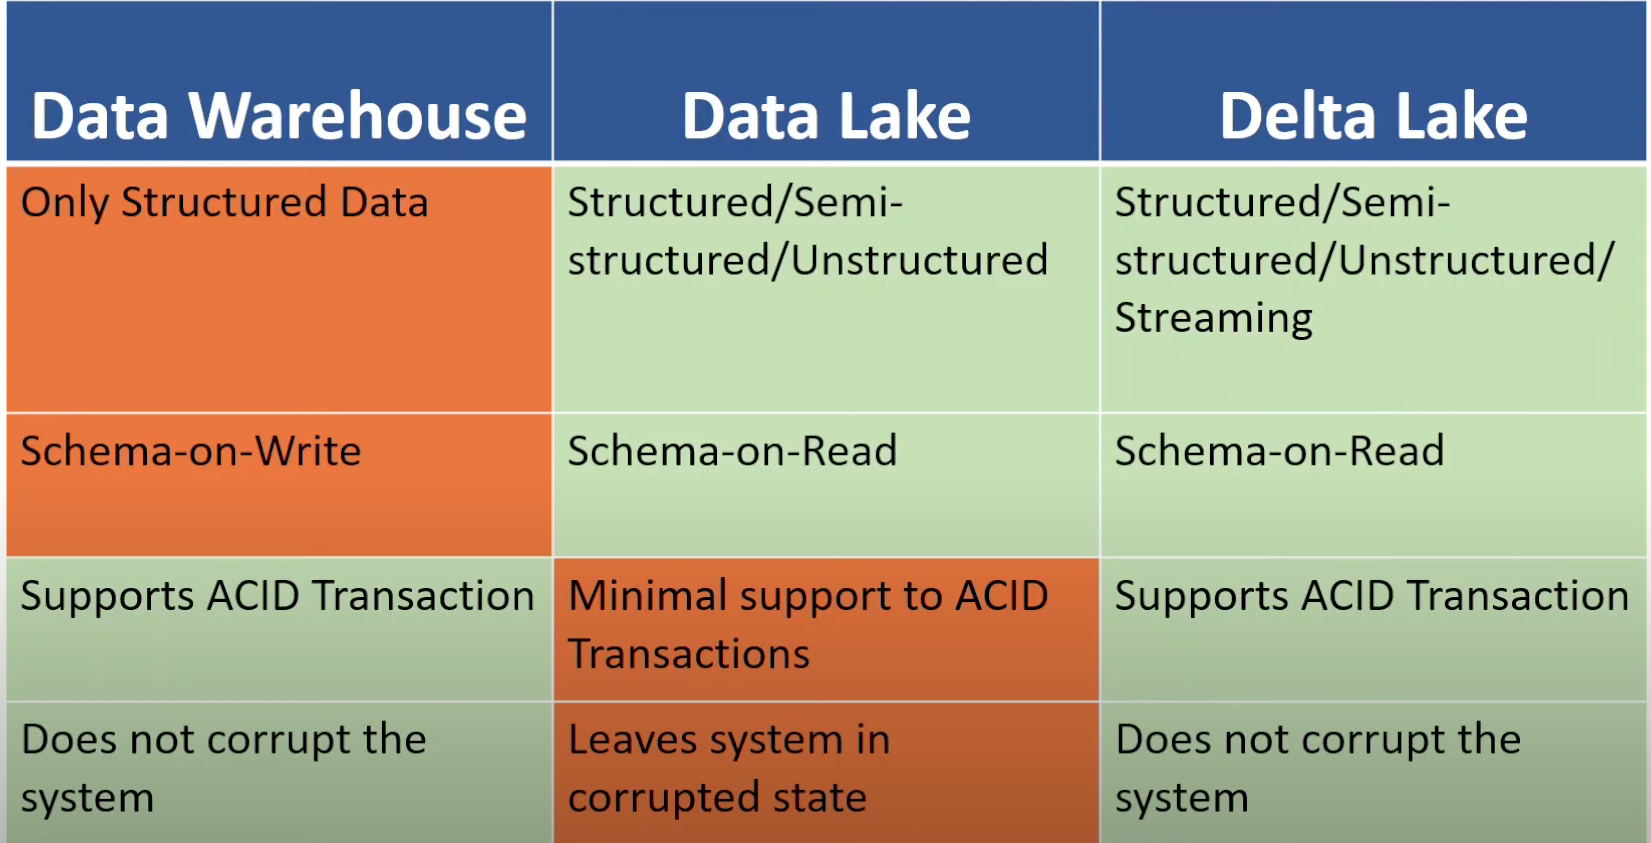 Data Warehouse
Data Lake
Delta Lake
Only Structured Data
Structured/Semi-
structured/Unstructured
Structured/Semi-
structured/Unstructured/
Streaming
Schema-on-Write
Schema-on-Read
Schema-on-Read
Supports ACID Transaction
Minimal support to ACID
Transactions
Supports ACID Transaction
Does not corrupt the
system
Leaves system in
corrupted state
Does not corrupt the
system